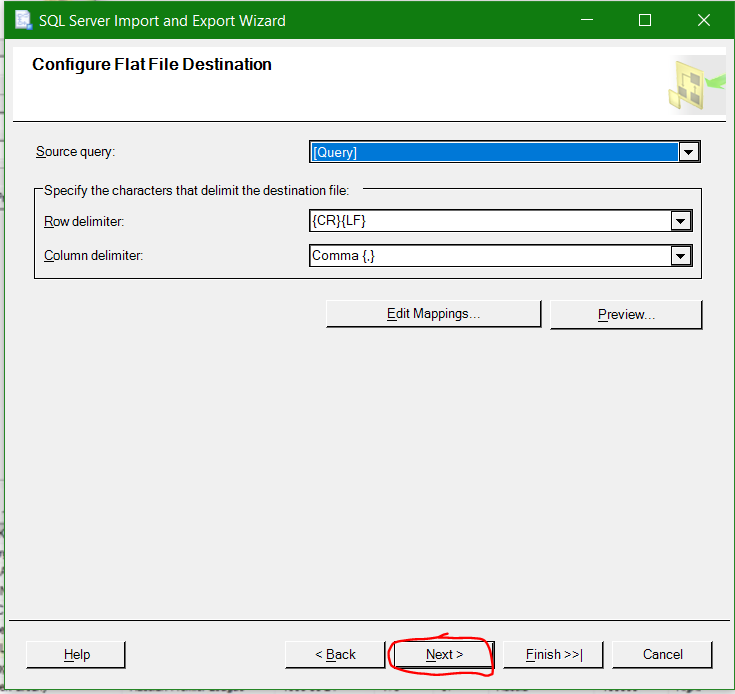 SQL Server Import and Export Wizard
Configure Flat File Destination
Source query:
[Query]
Specify the characters that delimit the destination file:
Row delimiter:
{CR}{LF}
Column delimiter:
Comma {,}
Edit Mappings...
Preview...
Help
< Back
Next >
Finish >>|
Cancel